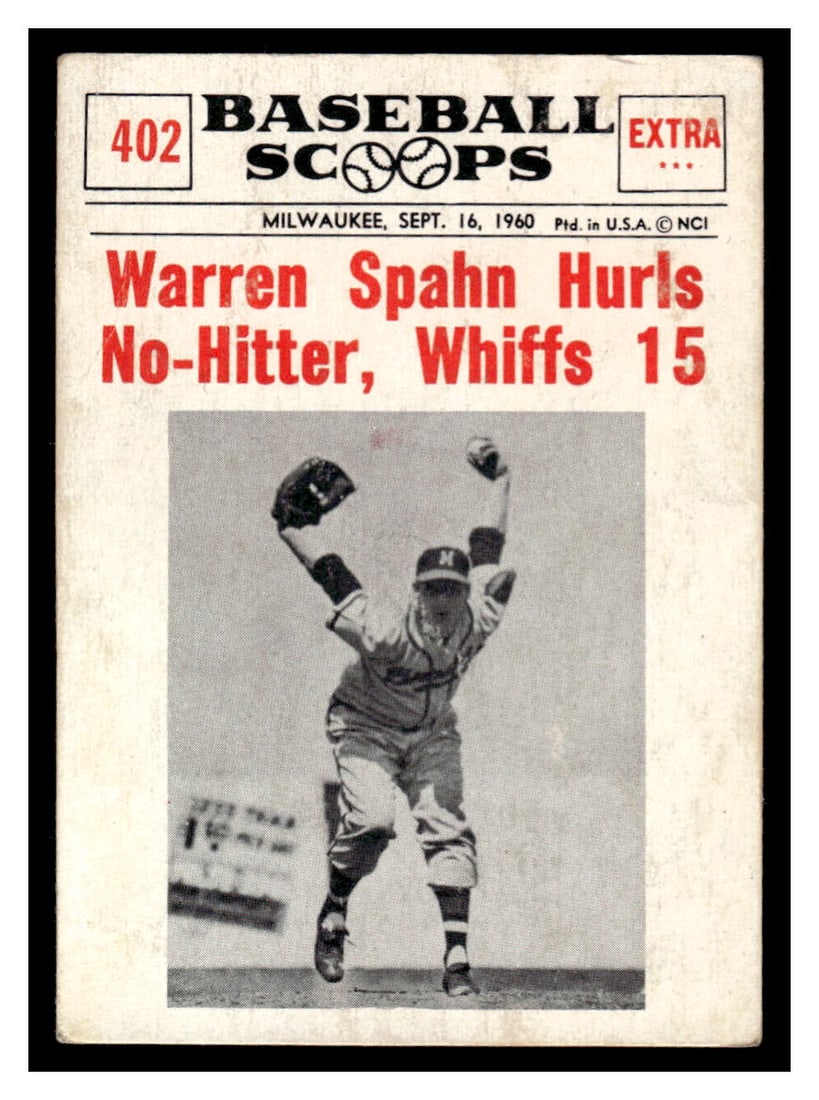 402
BASEBALL
SCOOPS
EXTRA
MILWAUKEE, SEPT. 16, 1960 Ptd. in U.S.A. © NCI
Warren Spahn Hurls
No-Hitter, Whiffs 15
M